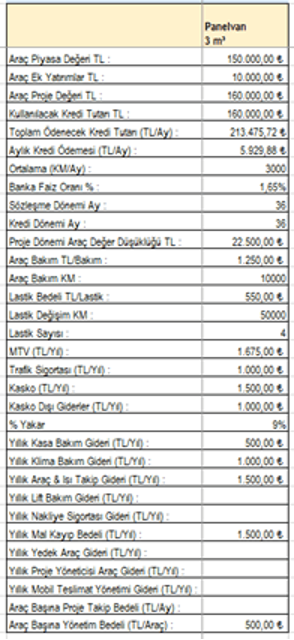 Panelvan
3 m³
Araç Piyasa Değeri TL : 150.000,00 ₺
Araç Ek Yatırımlar TL : 10.000,00 ₺
Araç Proje Değeri TL : 160.000,00 ₺
Kullanılacak Kredi Tutarı TL : 160.000,00 ₺
Toplam Ödenecek Kredi Tutarı (TL/Ay) : 213.475,72 ₺
Aylık Kredi Ödemesi (TL/Ay) : 5.929,88 ₺
Ortalama (KM/Ay) : 3000
Banka Faiz Oranı % : 1,65%
Sözleşme Dönemi Ay : 36
Kredi Dönemi Ay : 36
Proje Dönemi Araç Değer Düşüklüğü TL : 22.500,00 ₺
Araç Bakım TL/Bakım : 1.250,00 ₺
Araç Bakım KM : 10000
Lastik Bedeli TL/Lastik : 550,00 ₺
Lastik Değişim KM : 50000
Lastik Sayısı : 4
MTV (TL/Yıl) : 1.675,00 ₺
Trafik Sigortası (TL/Yıl) : 1.000,00 ₺
Kasko (TL/Yıl) : 1.500,00 ₺
Kasko Dışı Giderler (TL/Yıl) : 1.000,00 ₺
% Yakar 9%
Yıllık Kasa Bakım Gideri (TL/Yıl) : 500,00 ₺
Yıllık Klima Bakım Gideri (TL/Yıl) : 1.000,00 ₺
Yıllık Araç & Isı Takip Gideri (TL/Yıl) : 1.500,00 ₺
Yıllık Lift Bakım Gideri (TL/Yıl) :
Yıllık Nakliye Sigortası Gideri (TL/Yıl) :
Yıllık Mal Kayıp Bedeli (TL/Yıl) : 1.500,00 ₺
Yıllık Yedek Araç Gideri (TL/Yıl) :
Yıllık Proje Yöneticisi Araç Gideri (TL/Yıl) :
Yıllık Mobil Teslimat Yönetimi Gideri (TL/Yıl) :
Araç Başına Proje Takip Bedeli (TL/Ay) :
Araç Başına Yönetim Bedeli (TL/Araç) : 500,00 ₺